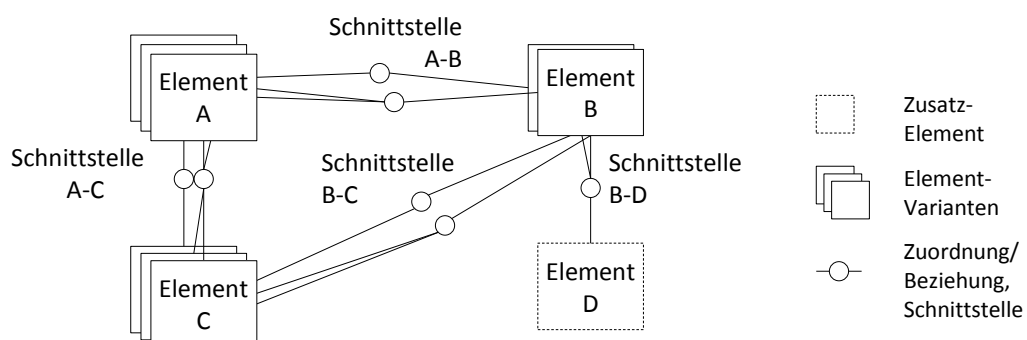 Schnittstelle
A-B
Element
A
Element
B
Schnittstelle
A-C
Schnittstelle
B-C
Schnittstelle
B-D
Element
C
Element
D
Zusatz-
Element
Element-
Varianten
Zuordnung/
Beziehung,
Schnittstelle